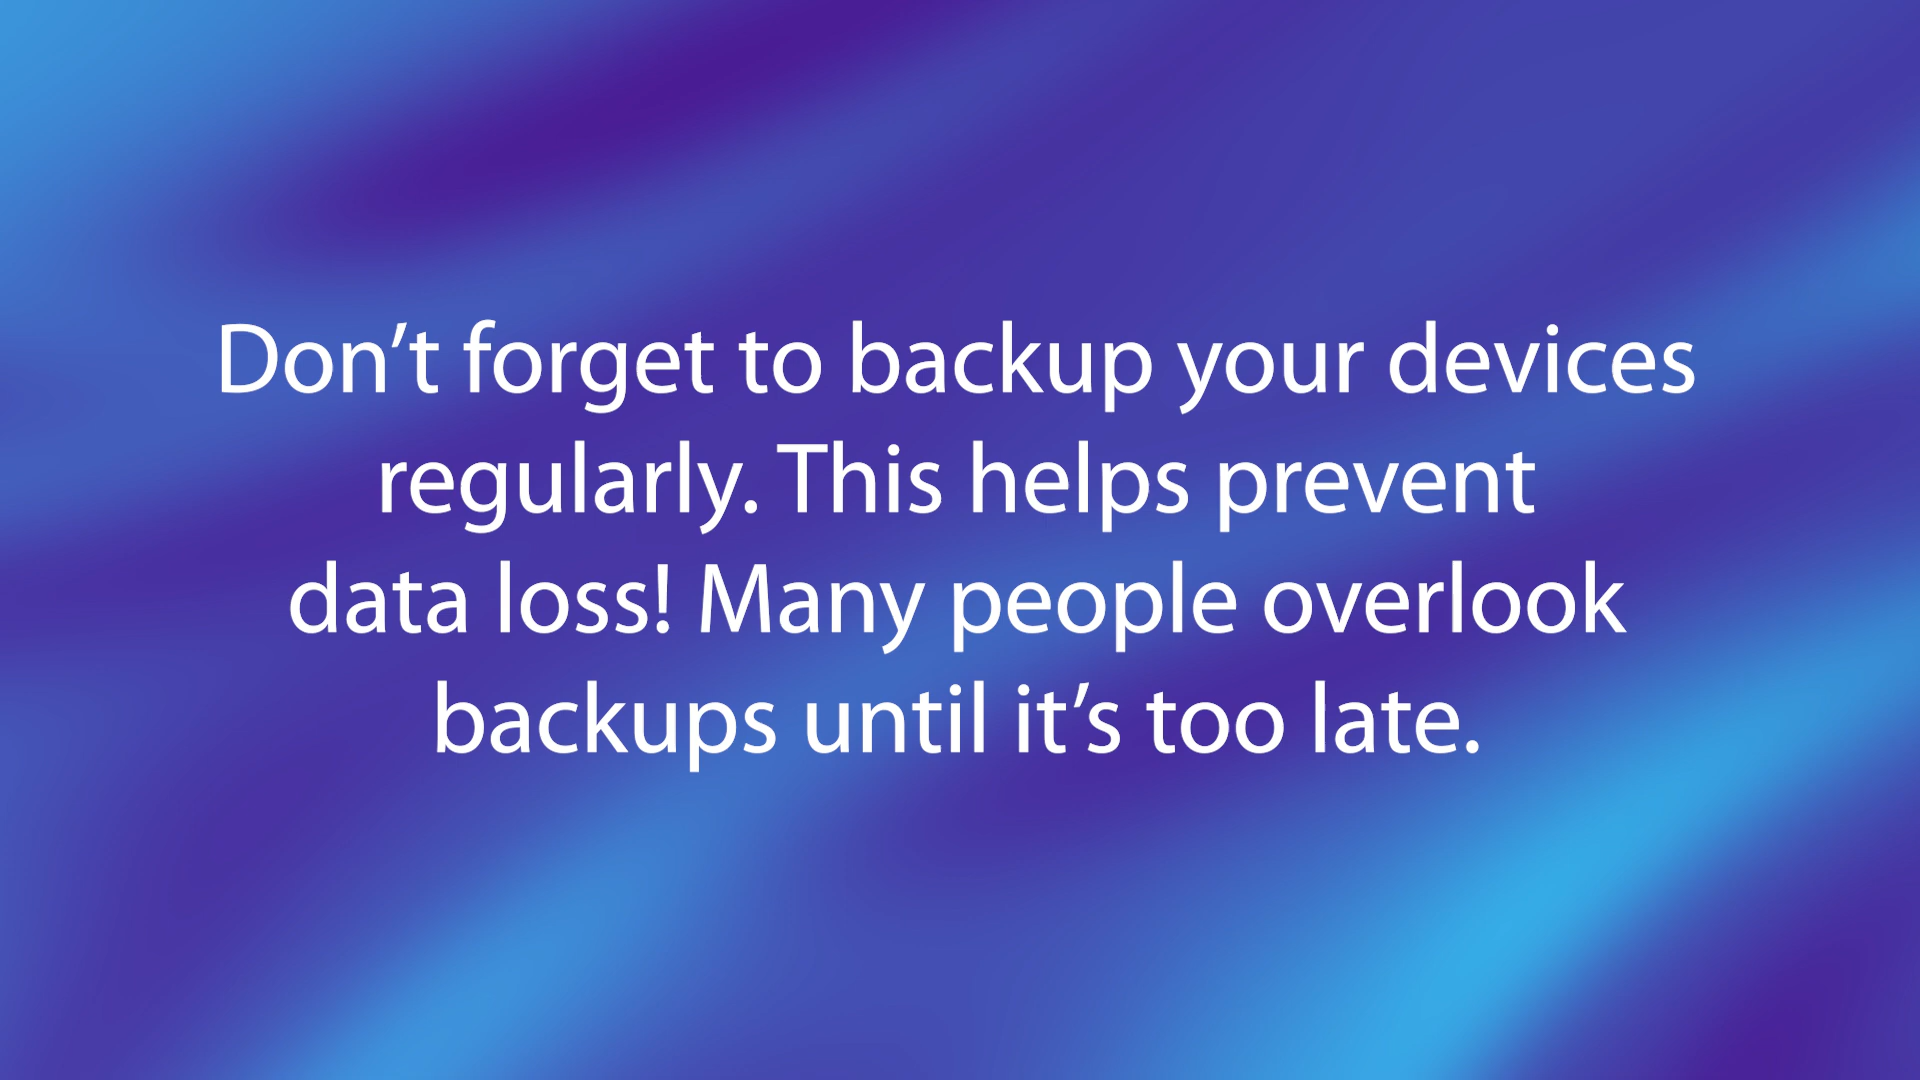 Don’t forget to backup your devices
regularly. This helps prevent
data loss! Many people overlook
backups until it’s too late.